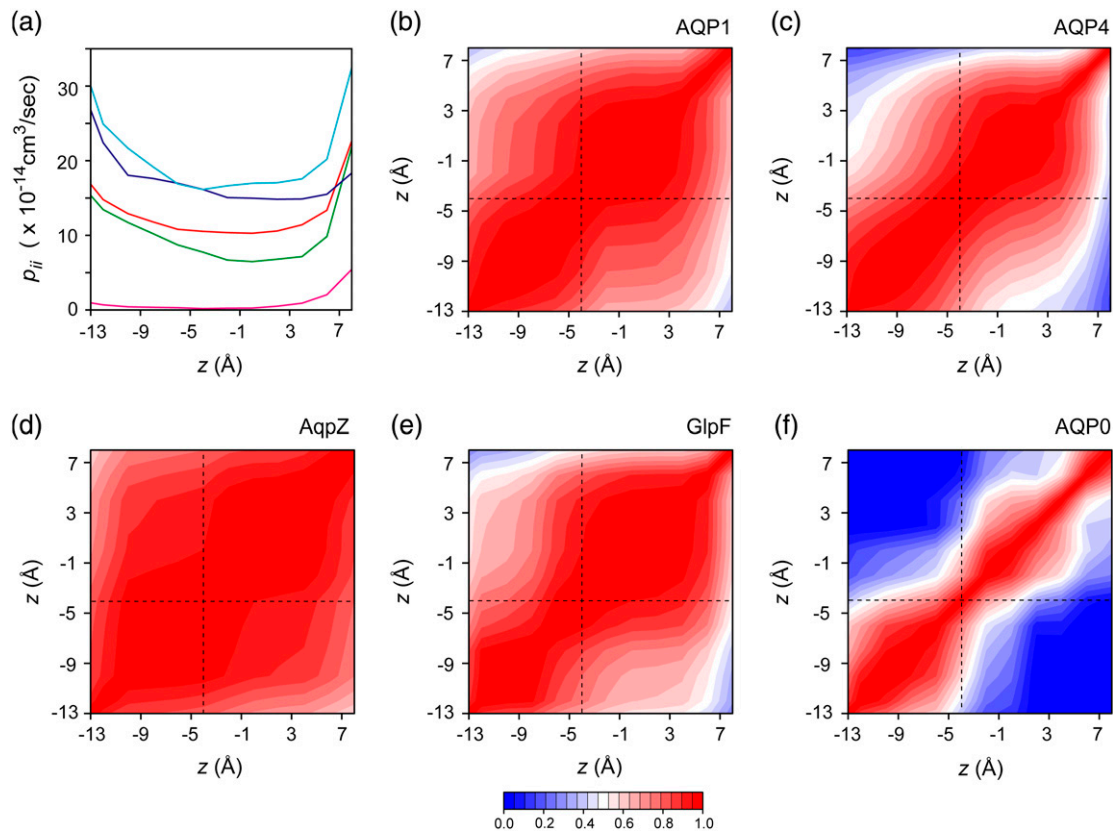 (a)
p_ii ( x 10⁻¹⁴cm³/sec)
30
20
10
0
-13 -9 -5 -1 3 7
z (Å)
(b) AQP1
z (Å)
7
3
-1
-5
-9
-13
-13 -9 -5 -1 3 7
z (Å)
(c) AQP4
z (Å)
7
3
-1
-5
-9
-13
-13 -9 -5 -1 3 7
z (Å)
(d) AqpZ
z (Å)
7
3
-1
-5
-9
-13
-13 -9 -5 -1 3 7
z (Å)
(e) GlpF
z (Å)
7
3
-1
-5
-9
-13
-13 -9 -5 -1 3 7
z (Å)
(f) AQP0
z (Å)
7
3
-1
-5
-9
-13
-13 -9 -5 -1 3 7
z (Å)
0.0 0.2 0.4 0.6 0.8 1.0